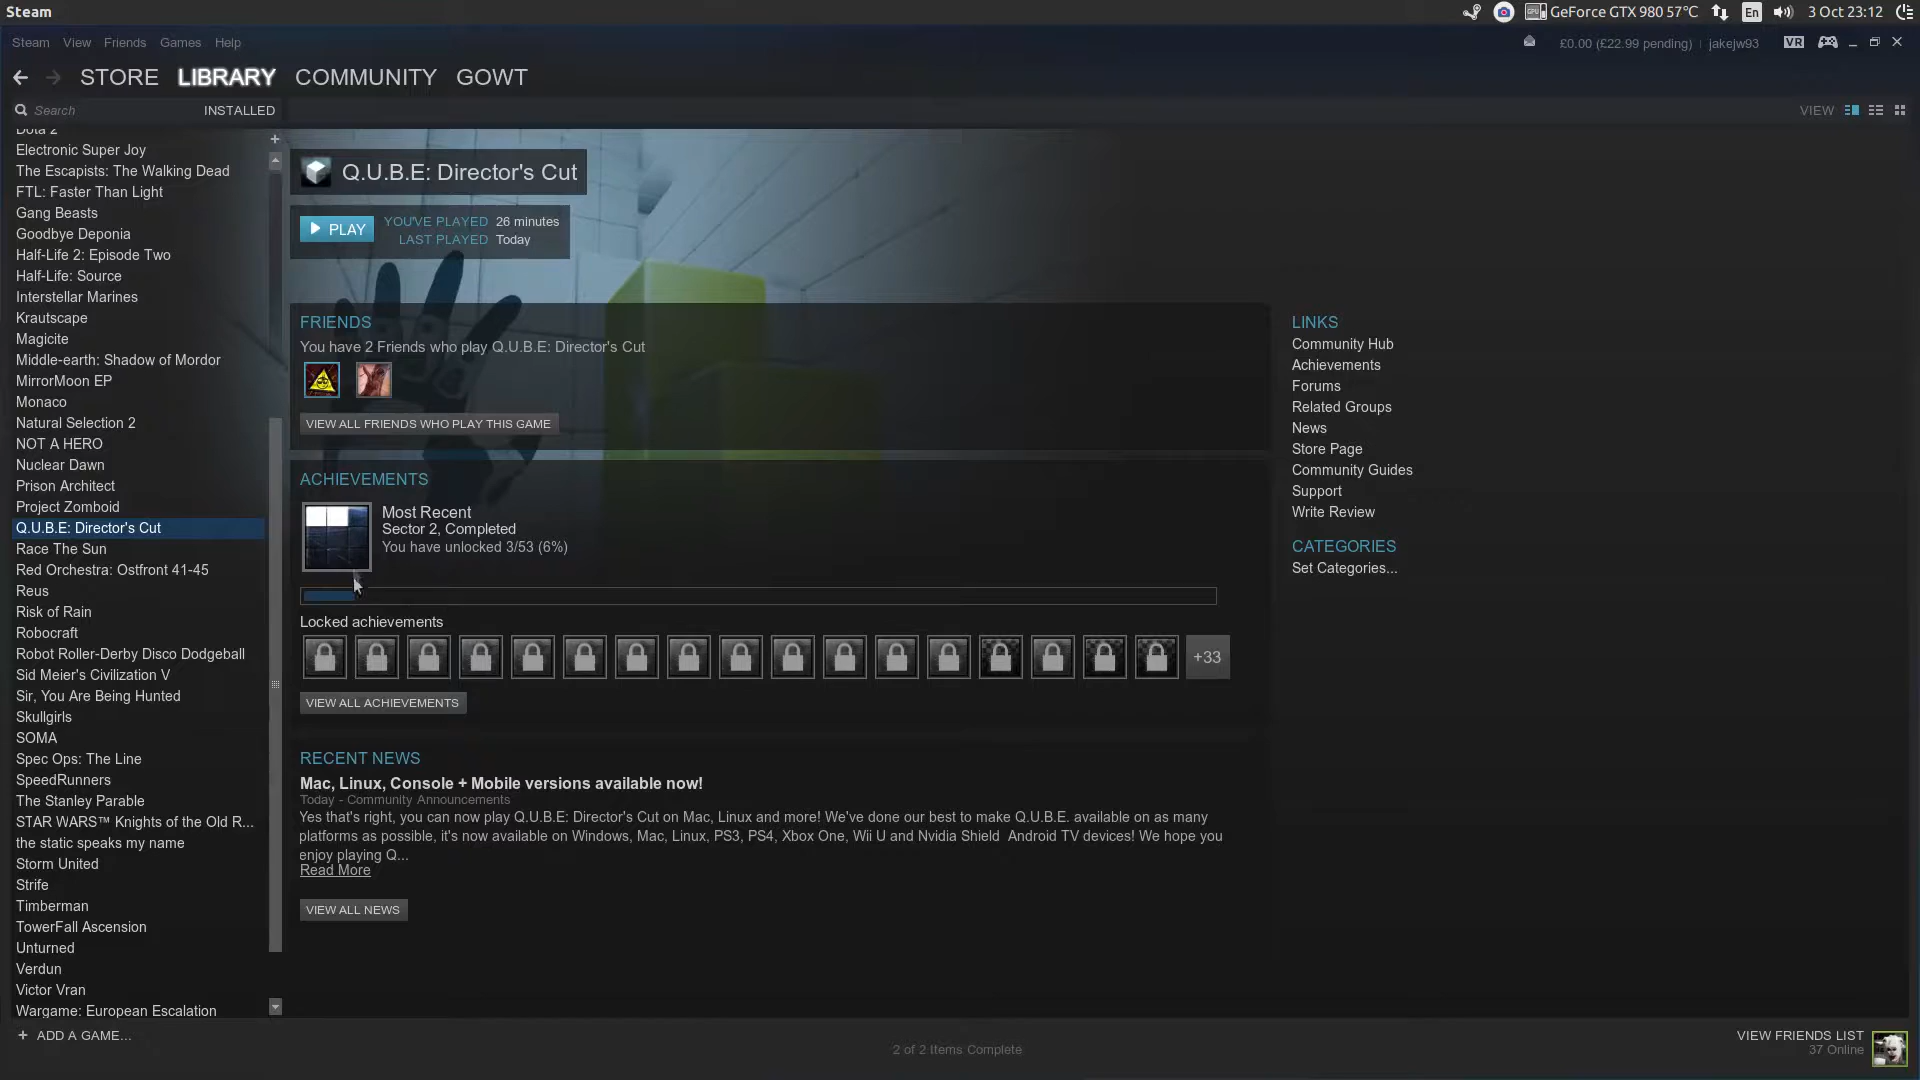 Steam
GeForce GTX 980 57°C
En
3 Oct 23:12
Steam View Friends Games Help
£0.00 (£22.99 pending) | jakejw93
VR
STORE LIBRARY COMMUNITY GOWT
Search
INSTALLED
VIEW
+
Dota 2
Electronic Super Joy
The Escapists: The Walking Dead
FTL: Faster Than Light
Gang Beasts
Goodbye Deponia
Half-Life 2: Episode Two
Half-Life: Source
Interstellar Marines
Krautscape
Magicite
Middle-earth: Shadow of Mordor
MirrorMoon EP
Monaco
Natural Selection 2
NOT A HERO
Nuclear Dawn
Prison Architect
Project Zomboid
Q.U.B.E: Director's Cut
Race The Sun
Red Orchestra: Ostfront 41-45
Reus
Risk of Rain
Robocraft
Robot Roller-Derby Disco Dodgeball
Sid Meier's Civilization V
Sir, You Are Being Hunted
Skullgirls
SOMA
Spec Ops: The Line
SpeedRunners
The Stanley Parable
STAR WARS™ Knights of the Old R...
the static speaks my name
Storm United
Strife
Timberman
TowerFall Ascension
Unturned
Verdun
Victor Vran
Wargame: European Escalation
+ ADD A GAME...
Q.U.B.E: Director's Cut
PLAY
YOU'VE PLAYED 26 minutes
LAST PLAYED Today
FRIENDS
You have 2 Friends who play Q.U.B.E: Director's Cut
VIEW ALL FRIENDS WHO PLAY THIS GAME
ACHIEVEMENTS
Most Recent
Sector 2, Completed
You have unlocked 3/53 (6%)
Locked achievements
+33
VIEW ALL ACHIEVEMENTS
RECENT NEWS
Mac, Linux, Console + Mobile versions available now!
Today - Community Announcements
Yes that's right, you can now play Q.U.B.E: Director's Cut on Mac, Linux and more! We've done our best to make Q.U.B.E. available on as many
platforms as possible, it's now available on Windows, Mac, Linux, PS3, PS4, Xbox One, Wii U and Nvidia Shield Android TV devices! We hope you
enjoy playing Q...
Read More
VIEW ALL NEWS
LINKS
Community Hub
Achievements
Forums
Related Groups
News
Store Page
Community Guides
Support
Write Review
CATEGORIES
Set Categories...
2 of 2 Items Complete
VIEW FRIENDS LIST
37 Online